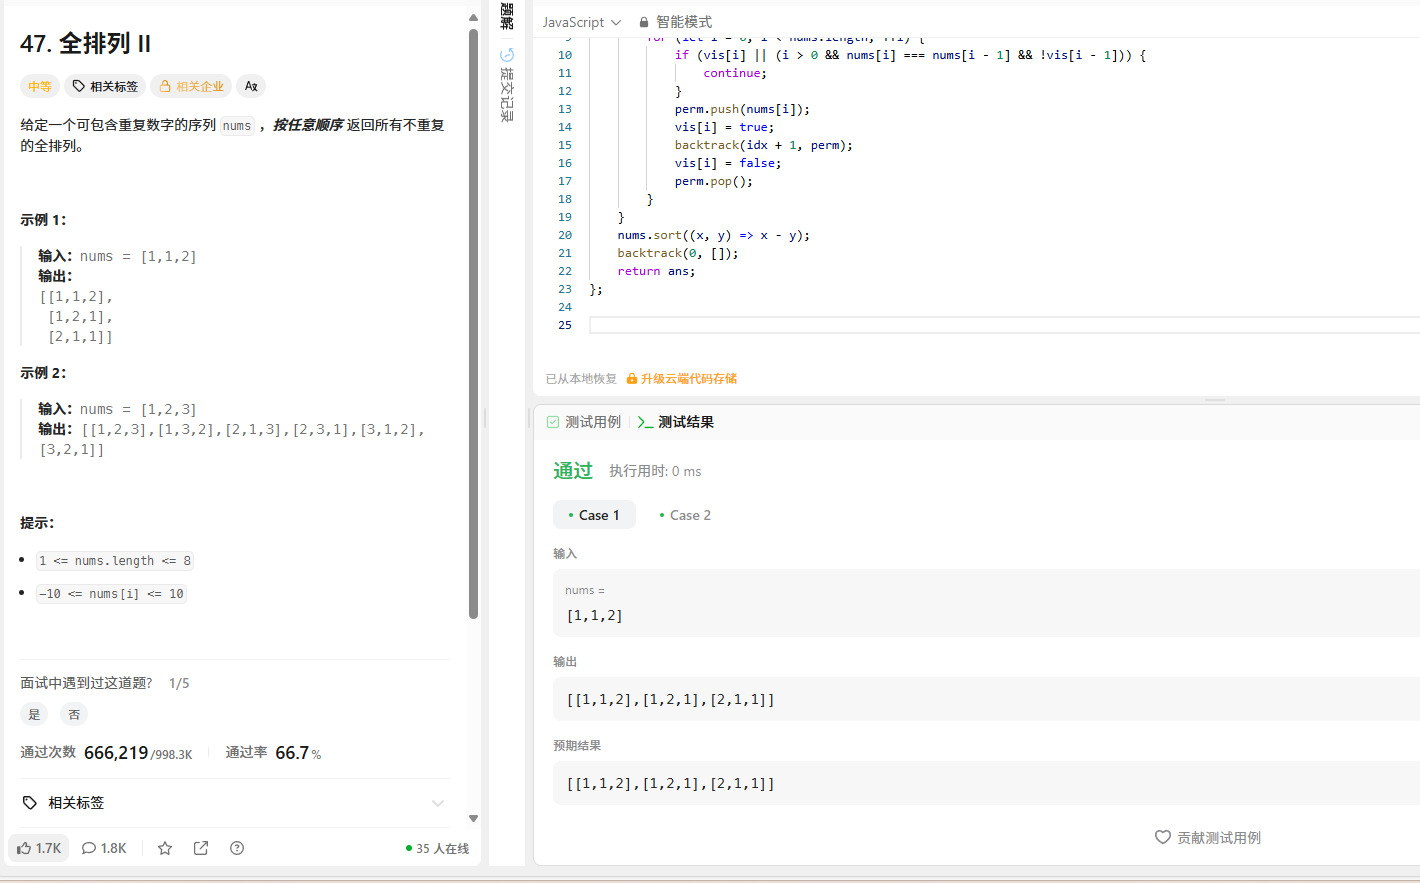 47. 全排列 II
中等
相关标签
相关企业
给定一个可包含重复数字的序列 nums ，按任意顺序 返回所有不重复
的全排列。
示例 1：
输入：nums = [1,1,2]
输出：
[[1,1,2],
[1,2,1],
[2,1,1]]
示例 2：
输入：nums = [1,2,3]
输出：[[1,2,3],[1,3,2],[2,1,3],[2,3,1],[3,1,2],
[3,2,1]]
提示：
1 <= nums.length <= 8
-10 <= nums[i] <= 10
面试中遇到过这道题? 1/5
是
否
通过次数 666,219/998.3K
通过率 66.7%
相关标签
1.7K
1.8K
35 人在线
题解
提交记录
JavaScript
智能模式
9 for (let i = 0; i < nums.length; ++i) {
10 if (vis[i] || (i > 0 && nums[i] === nums[i - 1] && !vis[i - 1])) {
11 continue;
12 }
13 perm.push(nums[i]);
14 vis[i] = true;
15 backtrack(idx + 1, perm);
16 vis[i] = false;
17 perm.pop();
18 }
19 }
20 nums.sort((x, y) => x - y);
21 backtrack(0, []);
22 return ans;
23 };
24
25
已从本地恢复
升级云端代码存储
测试用例
测试结果
通过
执行用时: 0 ms
Case 1
Case 2
输入
nums =
[1,1,2]
输出
[[1,1,2],[1,2,1],[2,1,1]]
预期结果
[[1,1,2],[1,2,1],[2,1,1]]
贡献测试用例